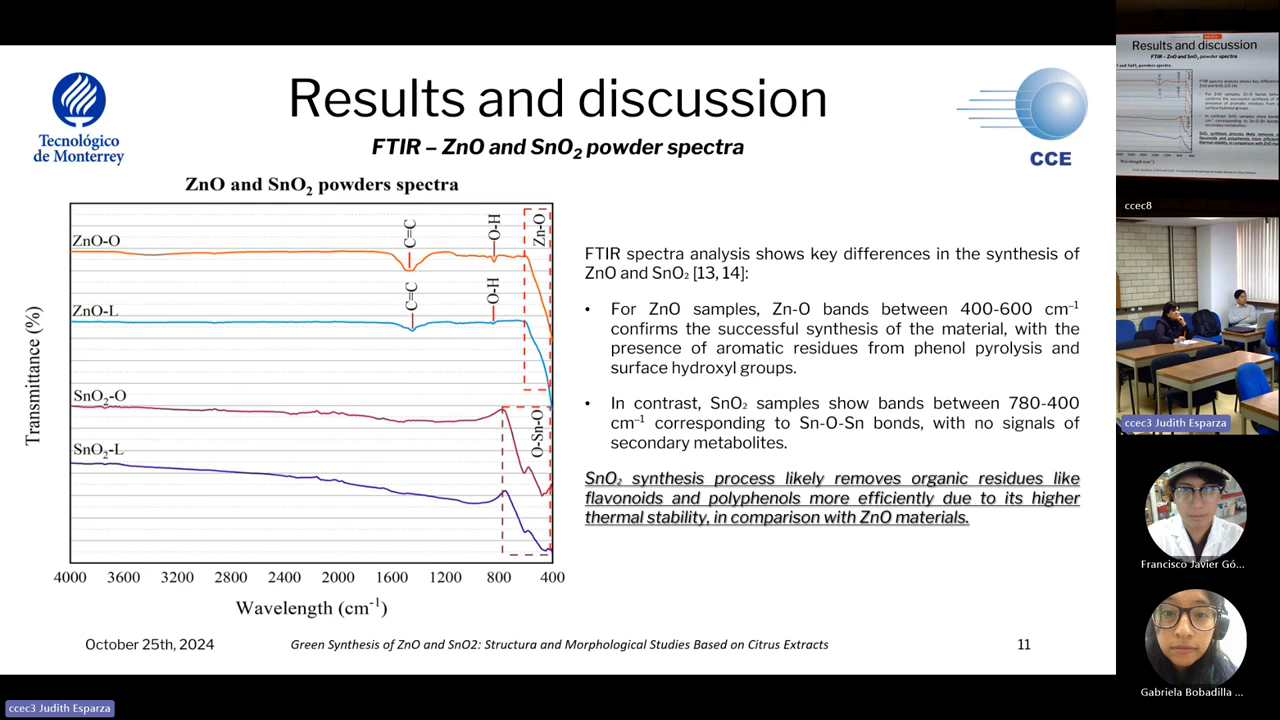 Results and discussion
FTIR – ZnO and SnO₂ powder spectra
Tecnológico
de Monterrey
CCE
ZnO and SnO₂ powders spectra
ZnO-O
C=C
O-H
Zn-O
ZnO-L
C=C
O-H
SnO₂-O
O-Sn-O
SnO₂-L
Transmittance (%)
4000 3600 3200 2800 2400 2000 1600 1200 800 400
Wavelength (cm⁻¹)
FTIR spectra analysis shows key differences in the synthesis of
ZnO and SnO₂ [13, 14]:
• For ZnO samples, Zn-O bands between 400-600 cm⁻¹
confirms the successful synthesis of the material, with the
presence of aromatic residues from phenol pyrolysis and
surface hydroxyl groups.
• In contrast, SnO₂ samples show bands between 780-400
cm⁻¹ corresponding to Sn-O-Sn bonds, with no signals of
secondary metabolites.
SnO₂ synthesis process likely removes organic residues like
flavonoids and polyphenols more efficiently due to its higher
thermal stability, in comparison with ZnO materials.
October 25th, 2024
Green Synthesis of ZnO and SnO2: Structura and Morphological Studies Based on Citrus Extracts
11
ccec3 Judith Esparza
Results and discussion
FTIR – ZnO and SnO₂ powder spectra
ccec8
ccec3 Judith Esparza
Francisco Javier Gó...
Gabriela Bobadilla ...